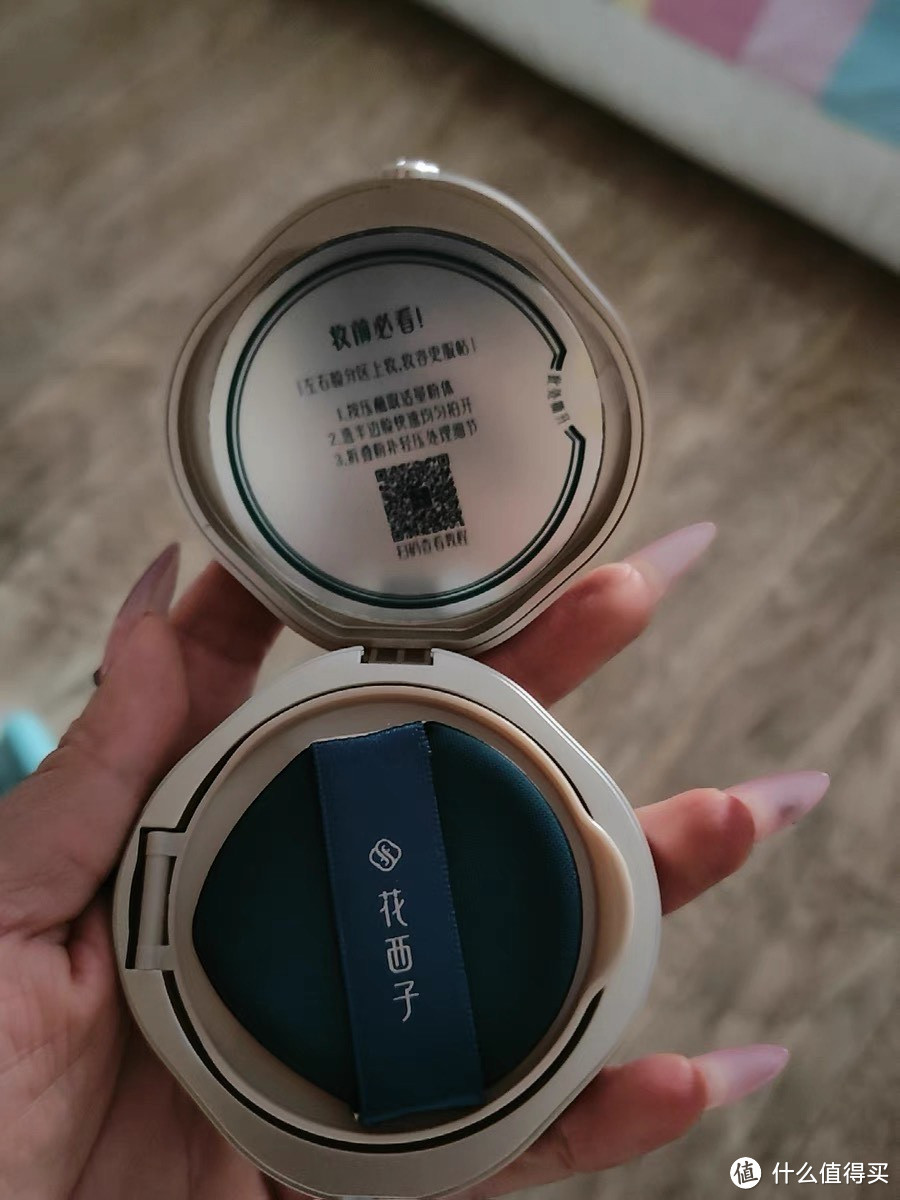 妆前必看!
(左右脸分区上妆,妆容更服帖)
1.按压蘸取适量粉体
2.逐半边脸快速均匀拍开
3.折叠粉扑轻压处理细节
扫码查看教程
花西子
值 什么值得买